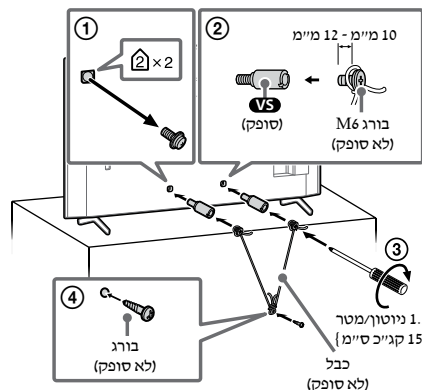 ①
2 ×2
②
10 מ״מ - 12 מ״מ
VS
(סופק)
בורג M6
(לא סופק)
③
1. ניוטון/מטר
15 קג״כ ס״מ}
כבל
(לא סופק)
④
בורג
(לא סופק)